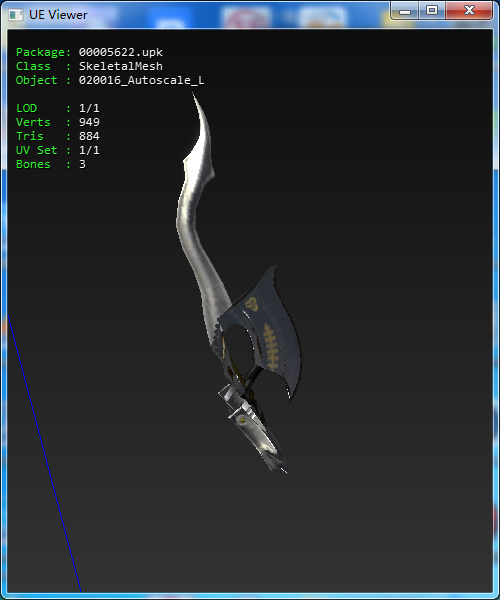 UE Viewer
Package: 00005622.upk
Class : SkeletalMesh
Object : 020016_Autoscale_L
LOD : 1/1
Verts : 949
Tris : 884
UV Set : 1/1
Bones : 3